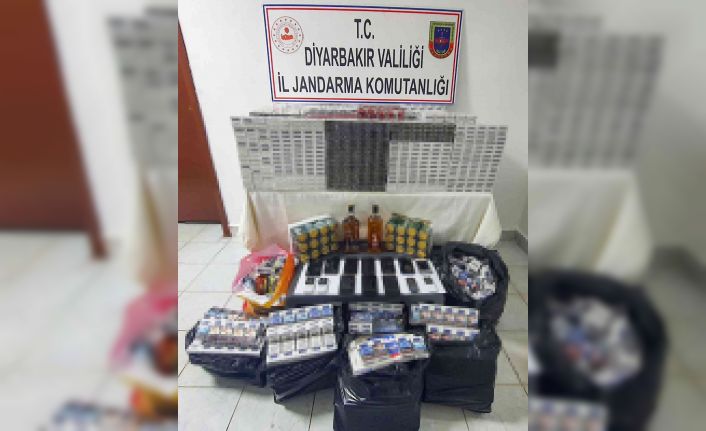 T.C.
DİYARBAKIR VALİLİĞİ
İL JANDARMA KOMUTANLIĞI